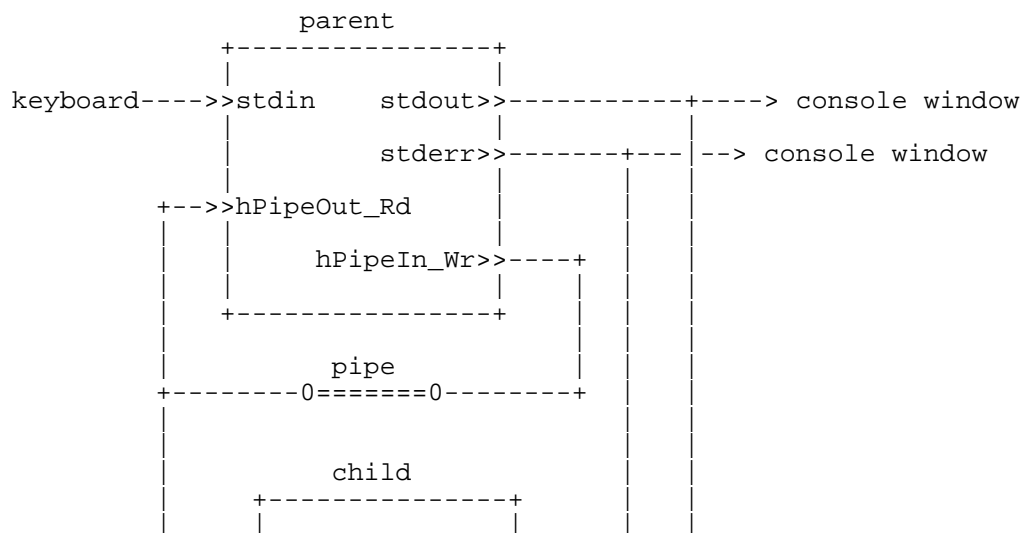 parent
+----------------+
|                |
keyboard---->>stdin    stdout>>-----------+----> console window
|                |           |
|         stderr>>-------+---|--> console window
|                |       |   |
+-->>hPipeOut_Rd     |       |   |
|   |                |       |   |
|   |     hPipeIn_Wr>>----+  |   |
|   |                |    |  |   |
|   +----------------+    |  |   |
|                         |  |   |
|          pipe           |  |   |
+--------0=======0--------+  |   |
|                            |   |
|          child             |   |
|     +---------------+      |   |
|     |               |      |   |